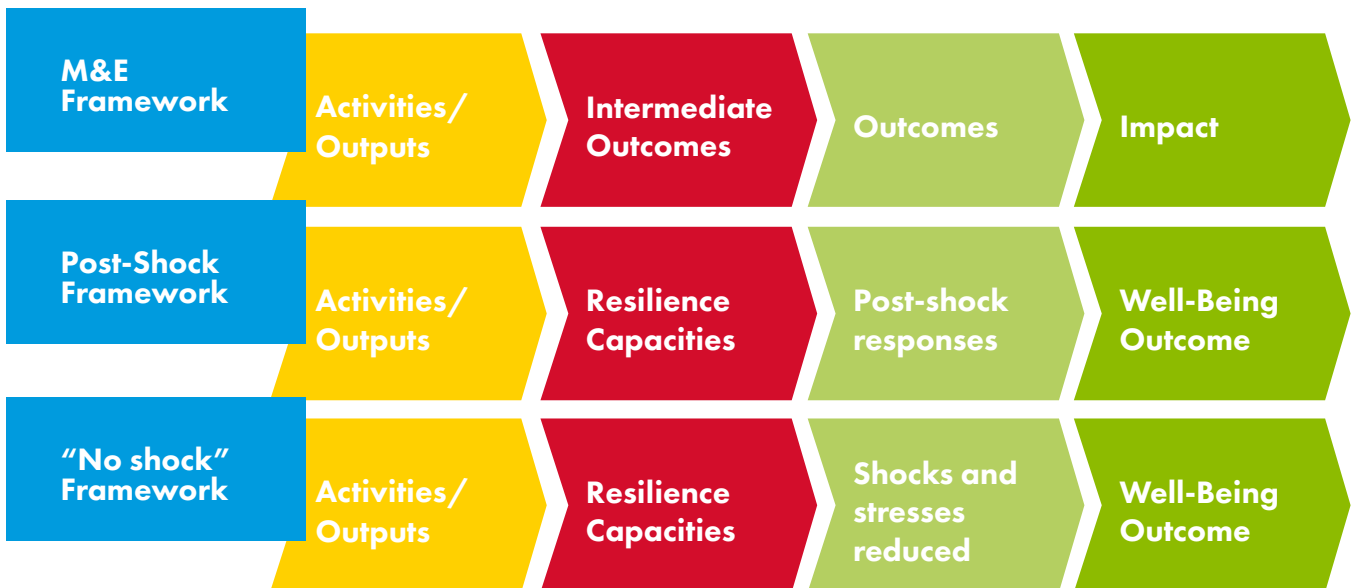 M&E
Framework
Activities/
Outputs
Intermediate
Outcomes
Outcomes
Impact
Post-Shock
Framework
Activities/
Outputs
Resilience
Capacities
Post-shock
responses
Well-Being
Outcome
“No shock”
Framework
Activities/
Outputs
Resilience
Capacities
Shocks and
stresses
reduced
Well-Being
Outcome